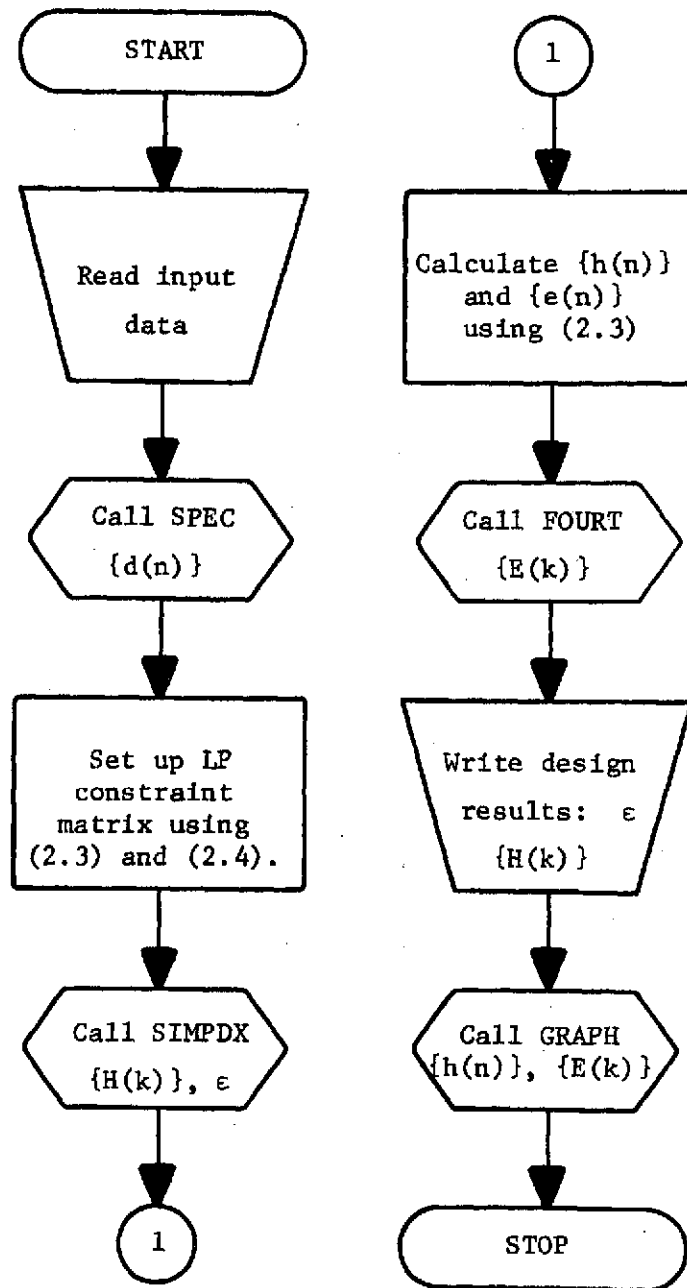 START
Read input
data
Call SPEC
{d(n)}
Set up LP
constraint
matrix using
(2.3) and (2.4).
Call SIMPDX
{H(k)}, ε
1
1
Calculate {h(n)}
and {e(n)}
using (2.3)
Call FOURT
{E(k)}
Write design
results: ε
{H(k)}
Call GRAPH
{h(n)}, {E(k)}
STOP